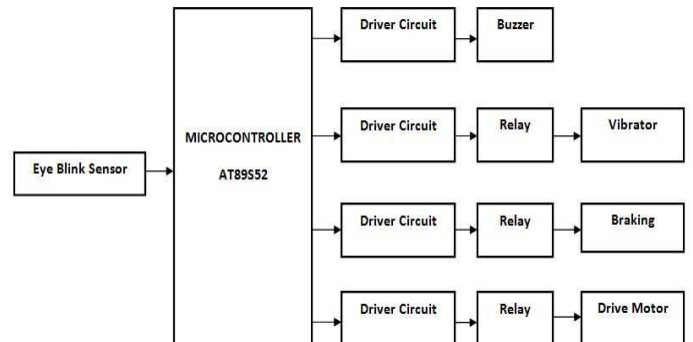 Driver Circuit
Buzzer
Driver Circuit
Relay
Vibrator
MICROCONTROLLER
AT89S52
Eye Blink Sensor
Driver Circuit
Relay
Braking
Driver Circuit
Relay
Drive Motor